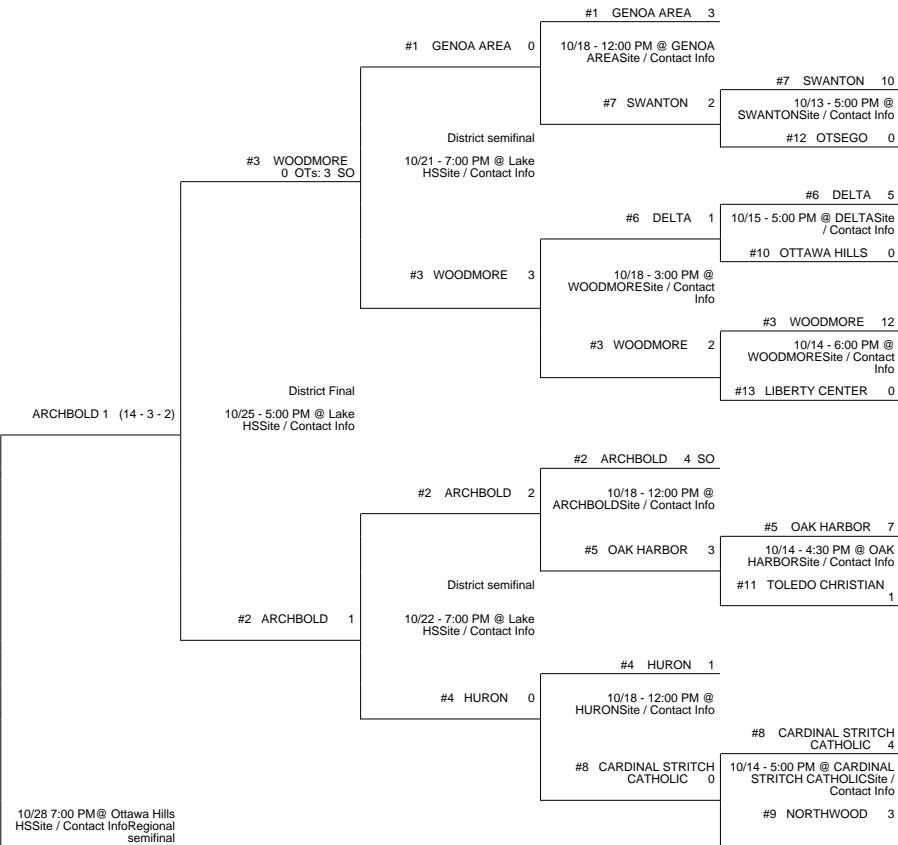 #1 GENOA AREA 3
#1 GENOA AREA 0
10/18 - 12:00 PM @ GENOA
AREASite / Contact Info
#7 SWANTON 10
#7 SWANTON 2
10/13 - 5:00 PM @
SWANTONSite / Contact Info
#12 OTSEGO 0
District semifinal
#3 WOODMORE
0 OTs: 3 SO
10/21 - 7:00 PM @ Lake
HSSite / Contact Info
#6 DELTA 5
#6 DELTA 1
10/15 - 5:00 PM @ DELTASite
/ Contact Info
#10 OTTAWA HILLS 0
#3 WOODMORE 3
10/18 - 3:00 PM @
WOODMORESite / Contact
Info
#3 WOODMORE 12
#3 WOODMORE 2
10/14 - 6:00 PM @
WOODMORESite / Contact
Info
#13 LIBERTY CENTER 0
District Final
ARCHBOLD 1 (14 - 3 - 2)
10/25 - 5:00 PM @ Lake
HSSite / Contact Info
#2 ARCHBOLD 4 SO
#2 ARCHBOLD 2
10/18 - 12:00 PM @
ARCHBOLDSite / Contact Info
#5 OAK HARBOR 7
#5 OAK HARBOR 3
10/14 - 4:30 PM @ OAK
HARBORSite / Contact Info
#11 TOLEDO CHRISTIAN
1
District semifinal
#2 ARCHBOLD 1
10/22 - 7:00 PM @ Lake
HSSite / Contact Info
#4 HURON 1
#4 HURON 0
10/18 - 12:00 PM @
HURONSite / Contact Info
#8 CARDINAL STRITCH
CATHOLIC 4
#8 CARDINAL STRITCH
CATHOLIC 0
10/14 - 5:00 PM @ CARDINAL
STRITCH CATHOLICSite /
Contact Info
#9 NORTHWOOD 3
10/28 7:00 PM@ Ottawa Hills
HSSite / Contact InfoRegional
semifinal